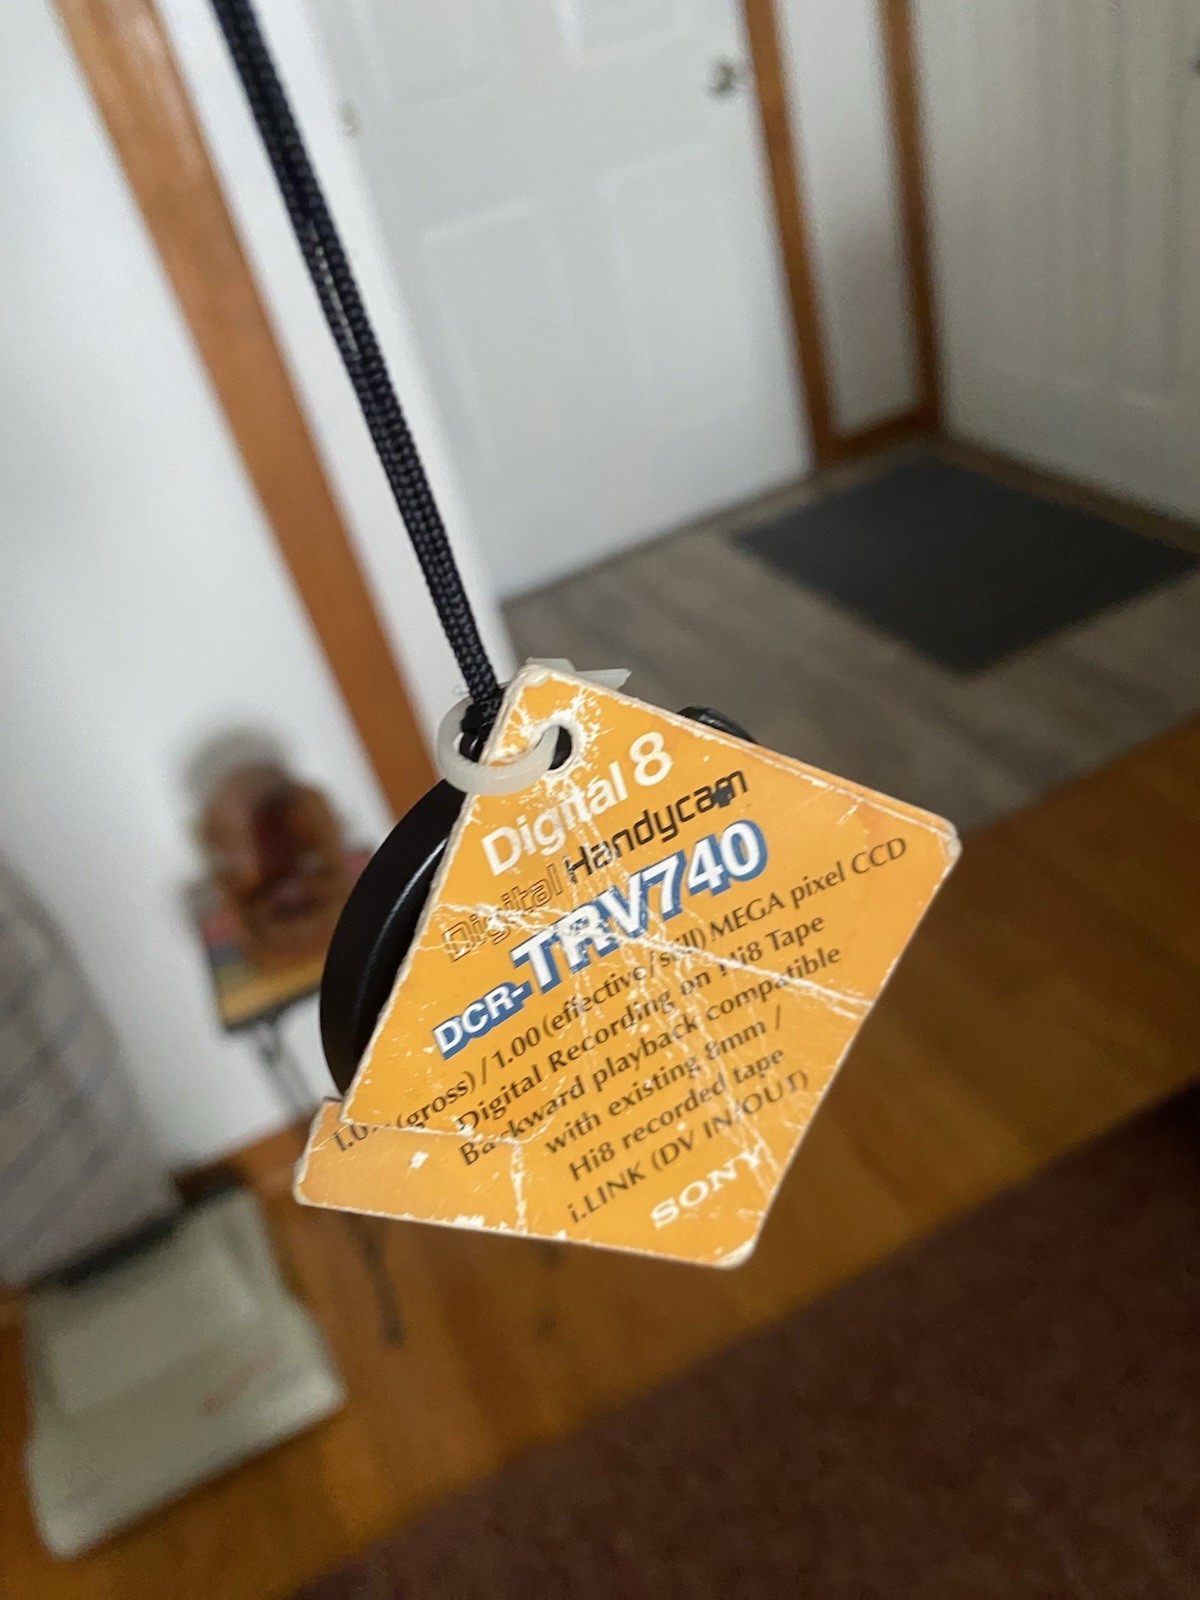 Digital 8
Digital Handycam
DCR-TRV740
(gross) / 1.00 (effective/still) MEGA pixel CCD
Digital Recording on Hi8 Tape
Backward playback compatible
with existing 8mm /
Hi8 recorded tape
i.LINK (DV IN/OUT)
SONY